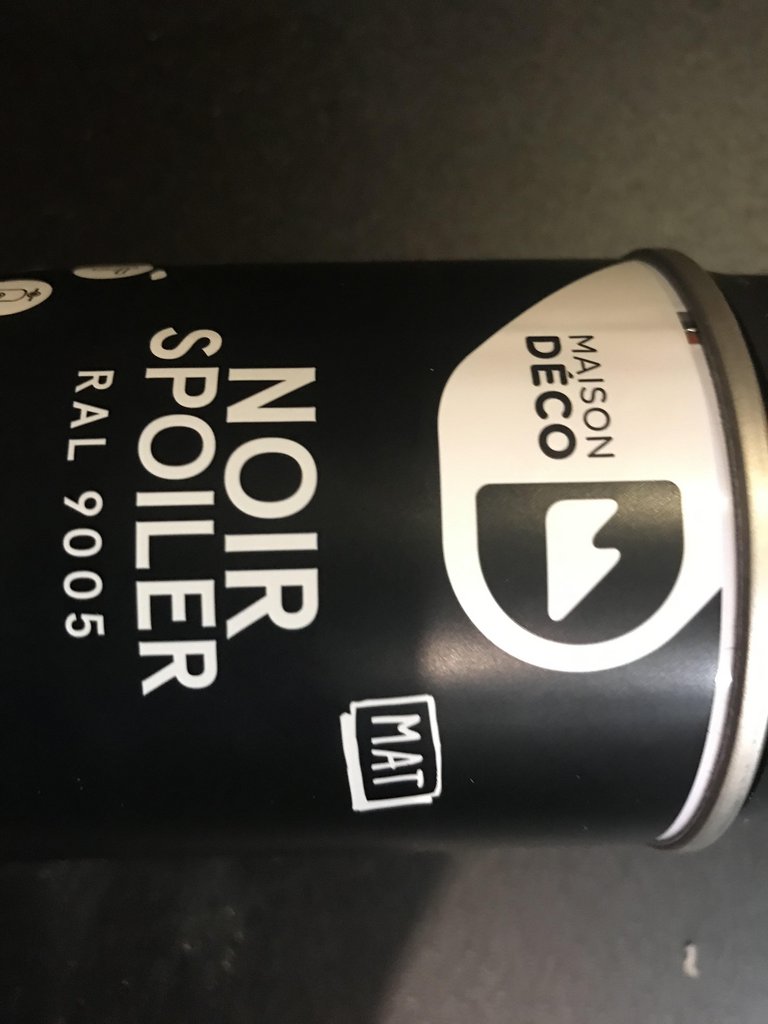 MAISON
DÉCO
MAT
NOIR
SPOILER
RAL 9005